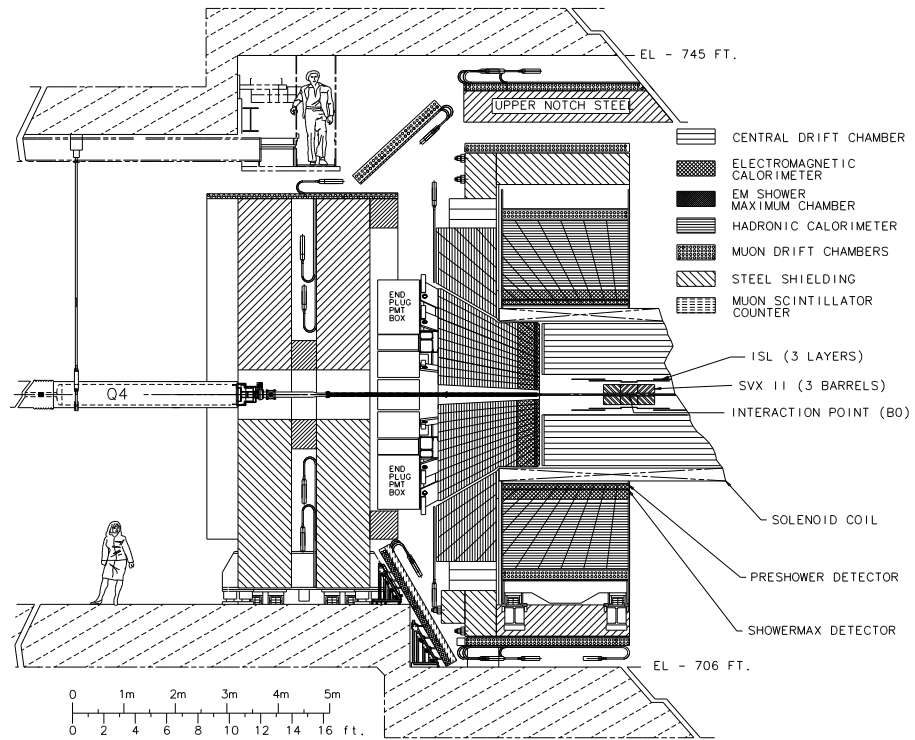 EL - 745 FT.
UPPER NOTCH STEEL
CENTRAL DRIFT CHAMBER
ELECTROMAGNETIC
CALORIMETER
EM SHOWER
MAXIMUM CHAMBER
HADRONIC CALORIMETER
MUON DRIFT CHAMBERS
STEEL SHIELDING
MUON SCINTILLATOR
COUNTER
END
PLUG
PMT
BOX
ISL (3 LAYERS)
Q4
SVX II (3 BARRELS)
INTERACTION POINT (B0)
END
PLUG
PMT
BOX
SOLENOID COIL
PRESHOWER DETECTOR
SHOWERMAX DETECTOR
EL - 706 FT.
0 1m 2m 3m 4m 5m
0 2 4 6 8 10 12 14 16 ft.